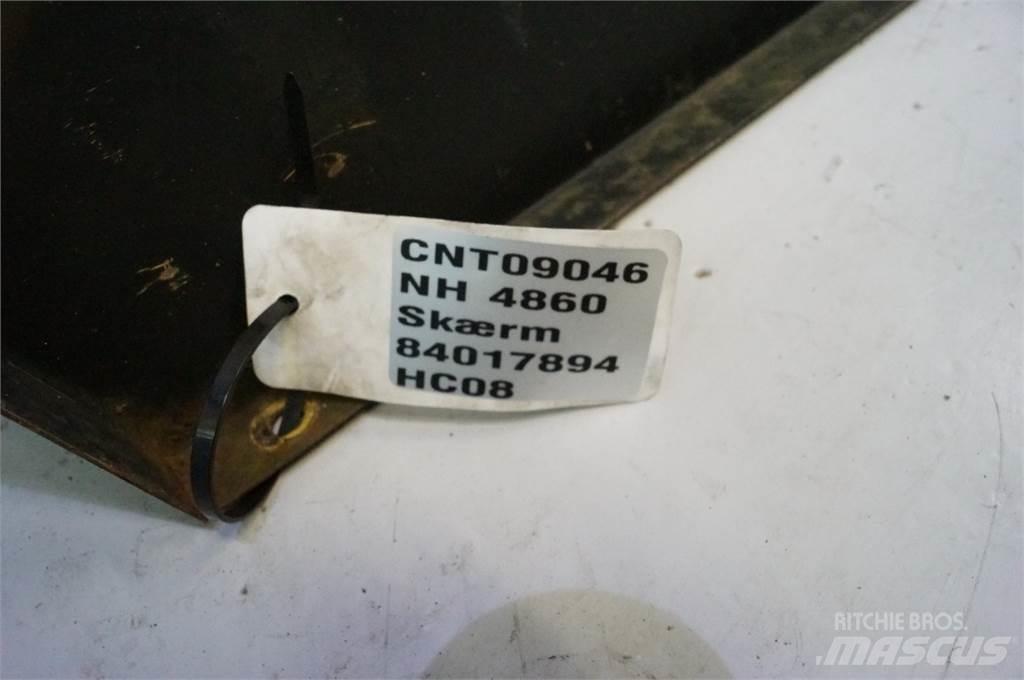 CNT09046
NH 4860
Skærm
84017894
HC08
RITCHIE BROS.
MASCUS